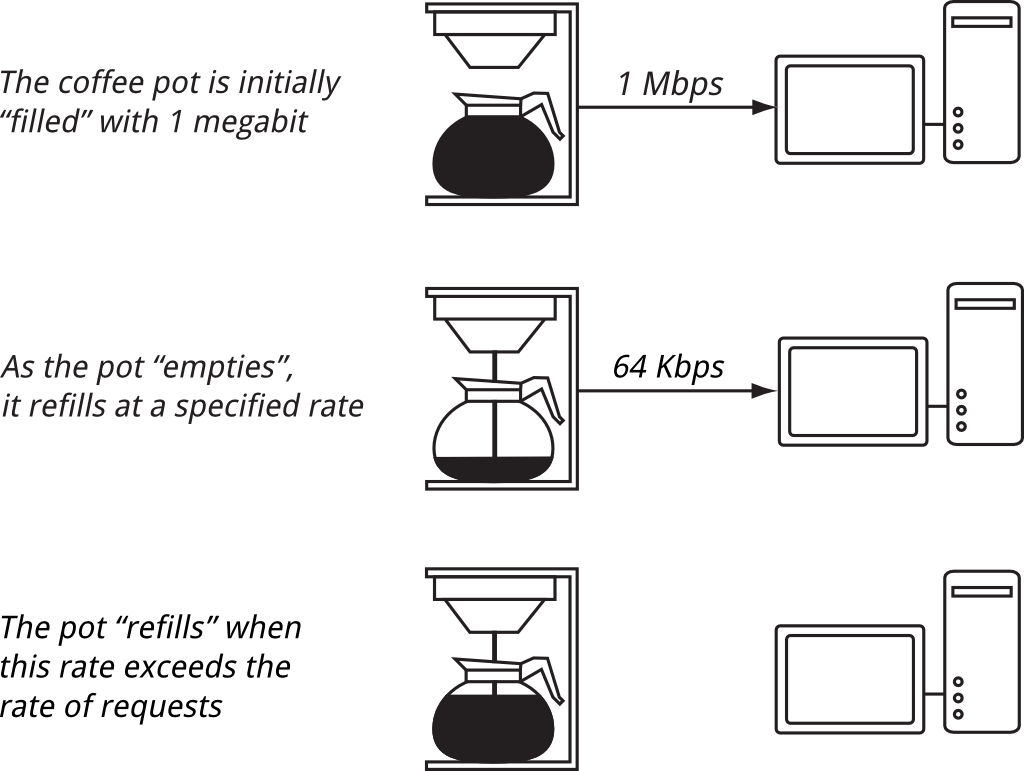 The coffee pot is initially
“filled” with 1 megabit
1 Mbps
As the pot “empties”,
it refills at a specified rate
64 Kbps
The pot “refills” when
this rate exceeds the
rate of requests